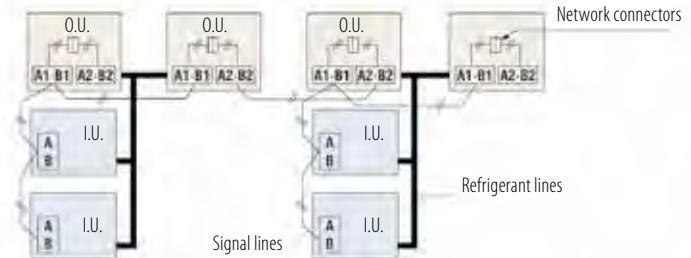 Network connectors
O.U. O.U. O.U.
A1·B1 A2·B2 A1·B1 A2·B2 A1·B1 A2·B2 A1·B1 A2·B2
I.U. I.U.
A A
B B
Refrigerant lines
I.U. I.U.
A A
B B
Signal lines